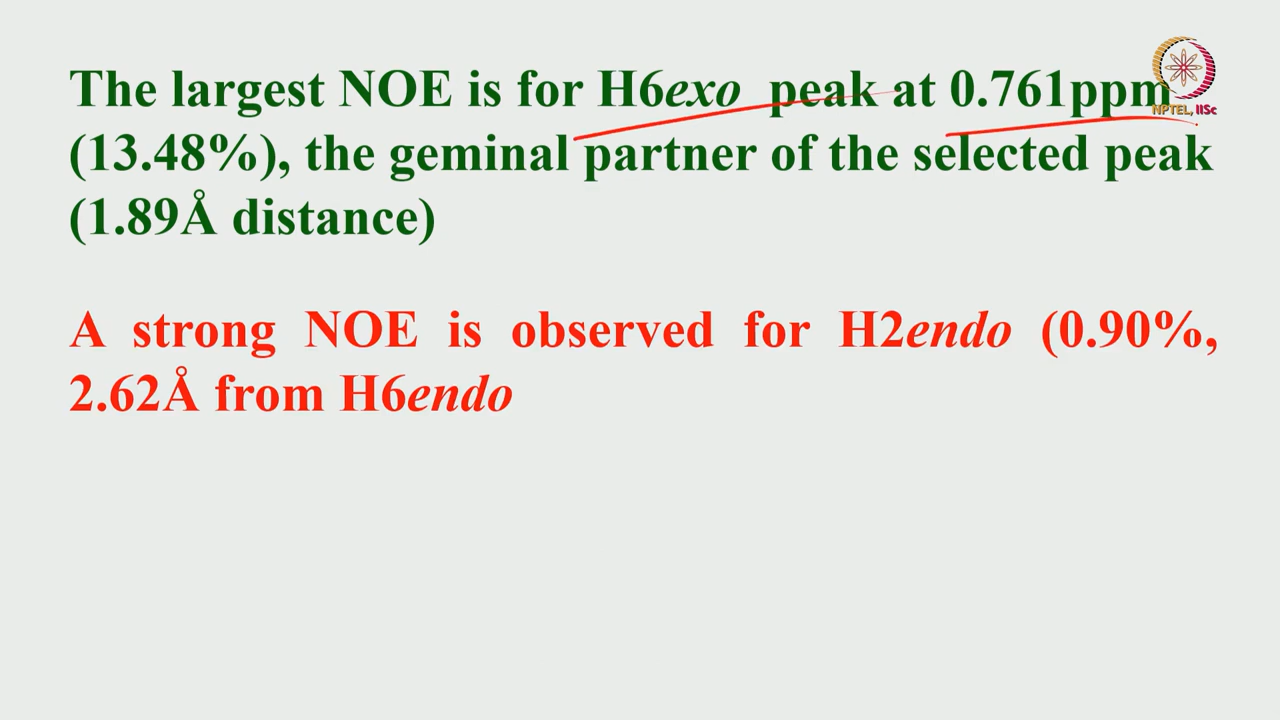 The largest NOE is for H6exo peak at 0.761ppm
(13.48%), the geminal partner of the selected peak
(1.89Å distance)
A strong NOE is observed for H2endo (0.90%,
2.62Å from H6endo
NPTEL, IISc